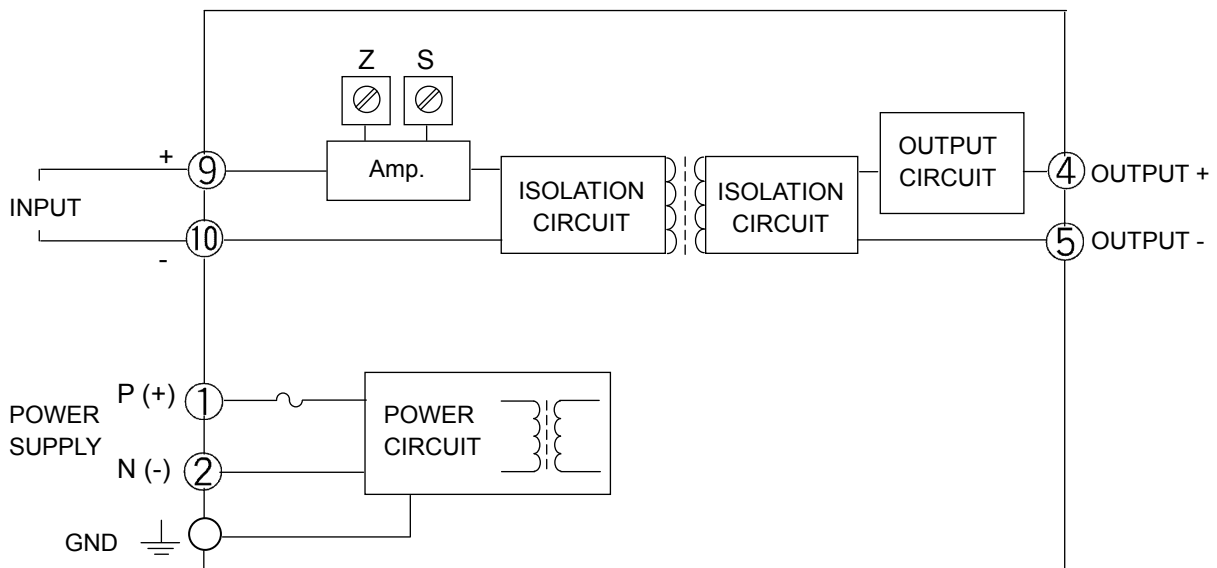 Z
S
+
9
Amp.
ISOLATION
CIRCUIT
ISOLATION
CIRCUIT
OUTPUT
CIRCUIT
4
OUTPUT +
INPUT
10
-
5
OUTPUT -
P (+)
1
POWER
SUPPLY
POWER
CIRCUIT
N (-)
2
GND